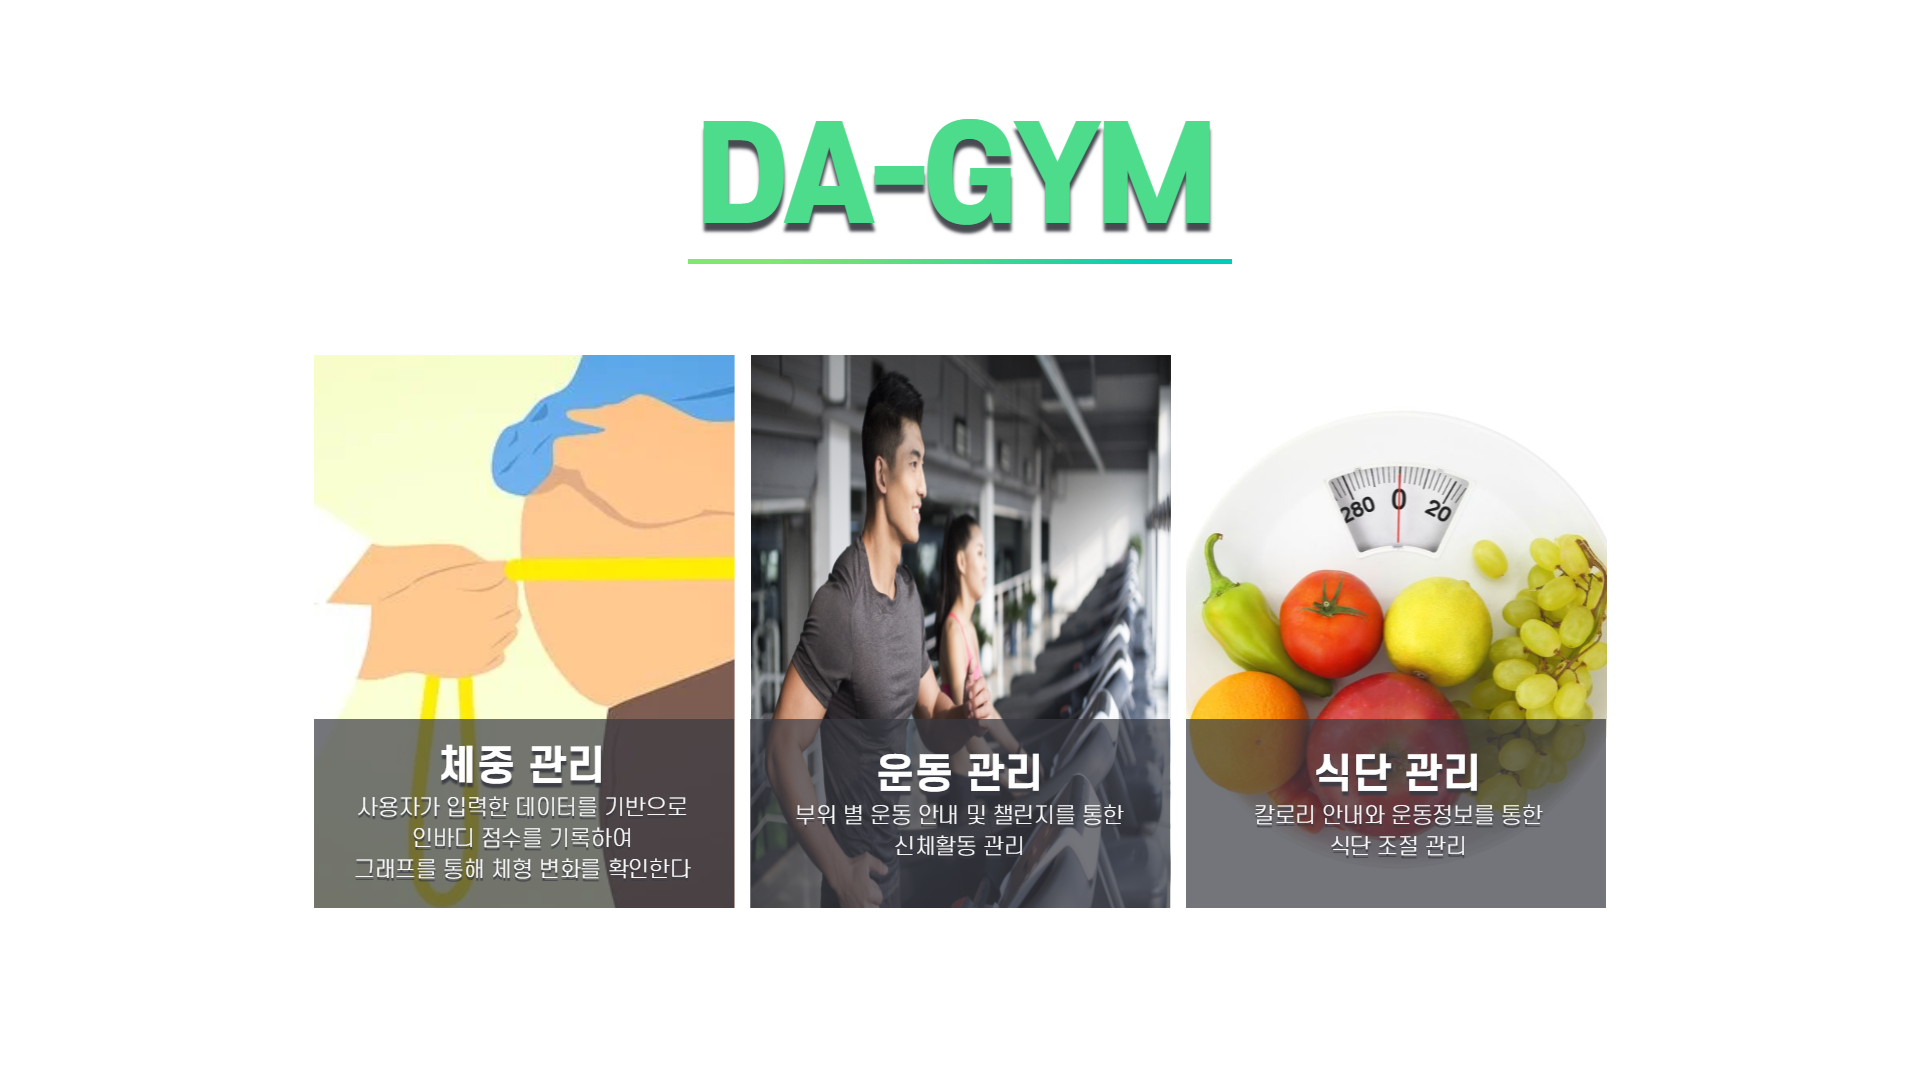 DA-GYM
280 0 20
체중 관리
사용자가 입력한 데이터를 기반으로
인바디 점수를 기록하여
그래프를 통해 체형 변화를 확인한다
운동 관리
부위 별 운동 안내 및 챌린지를 통한
신체활동 관리
식단 관리
칼로리 안내와 운동정보를 통한
식단 조절 관리